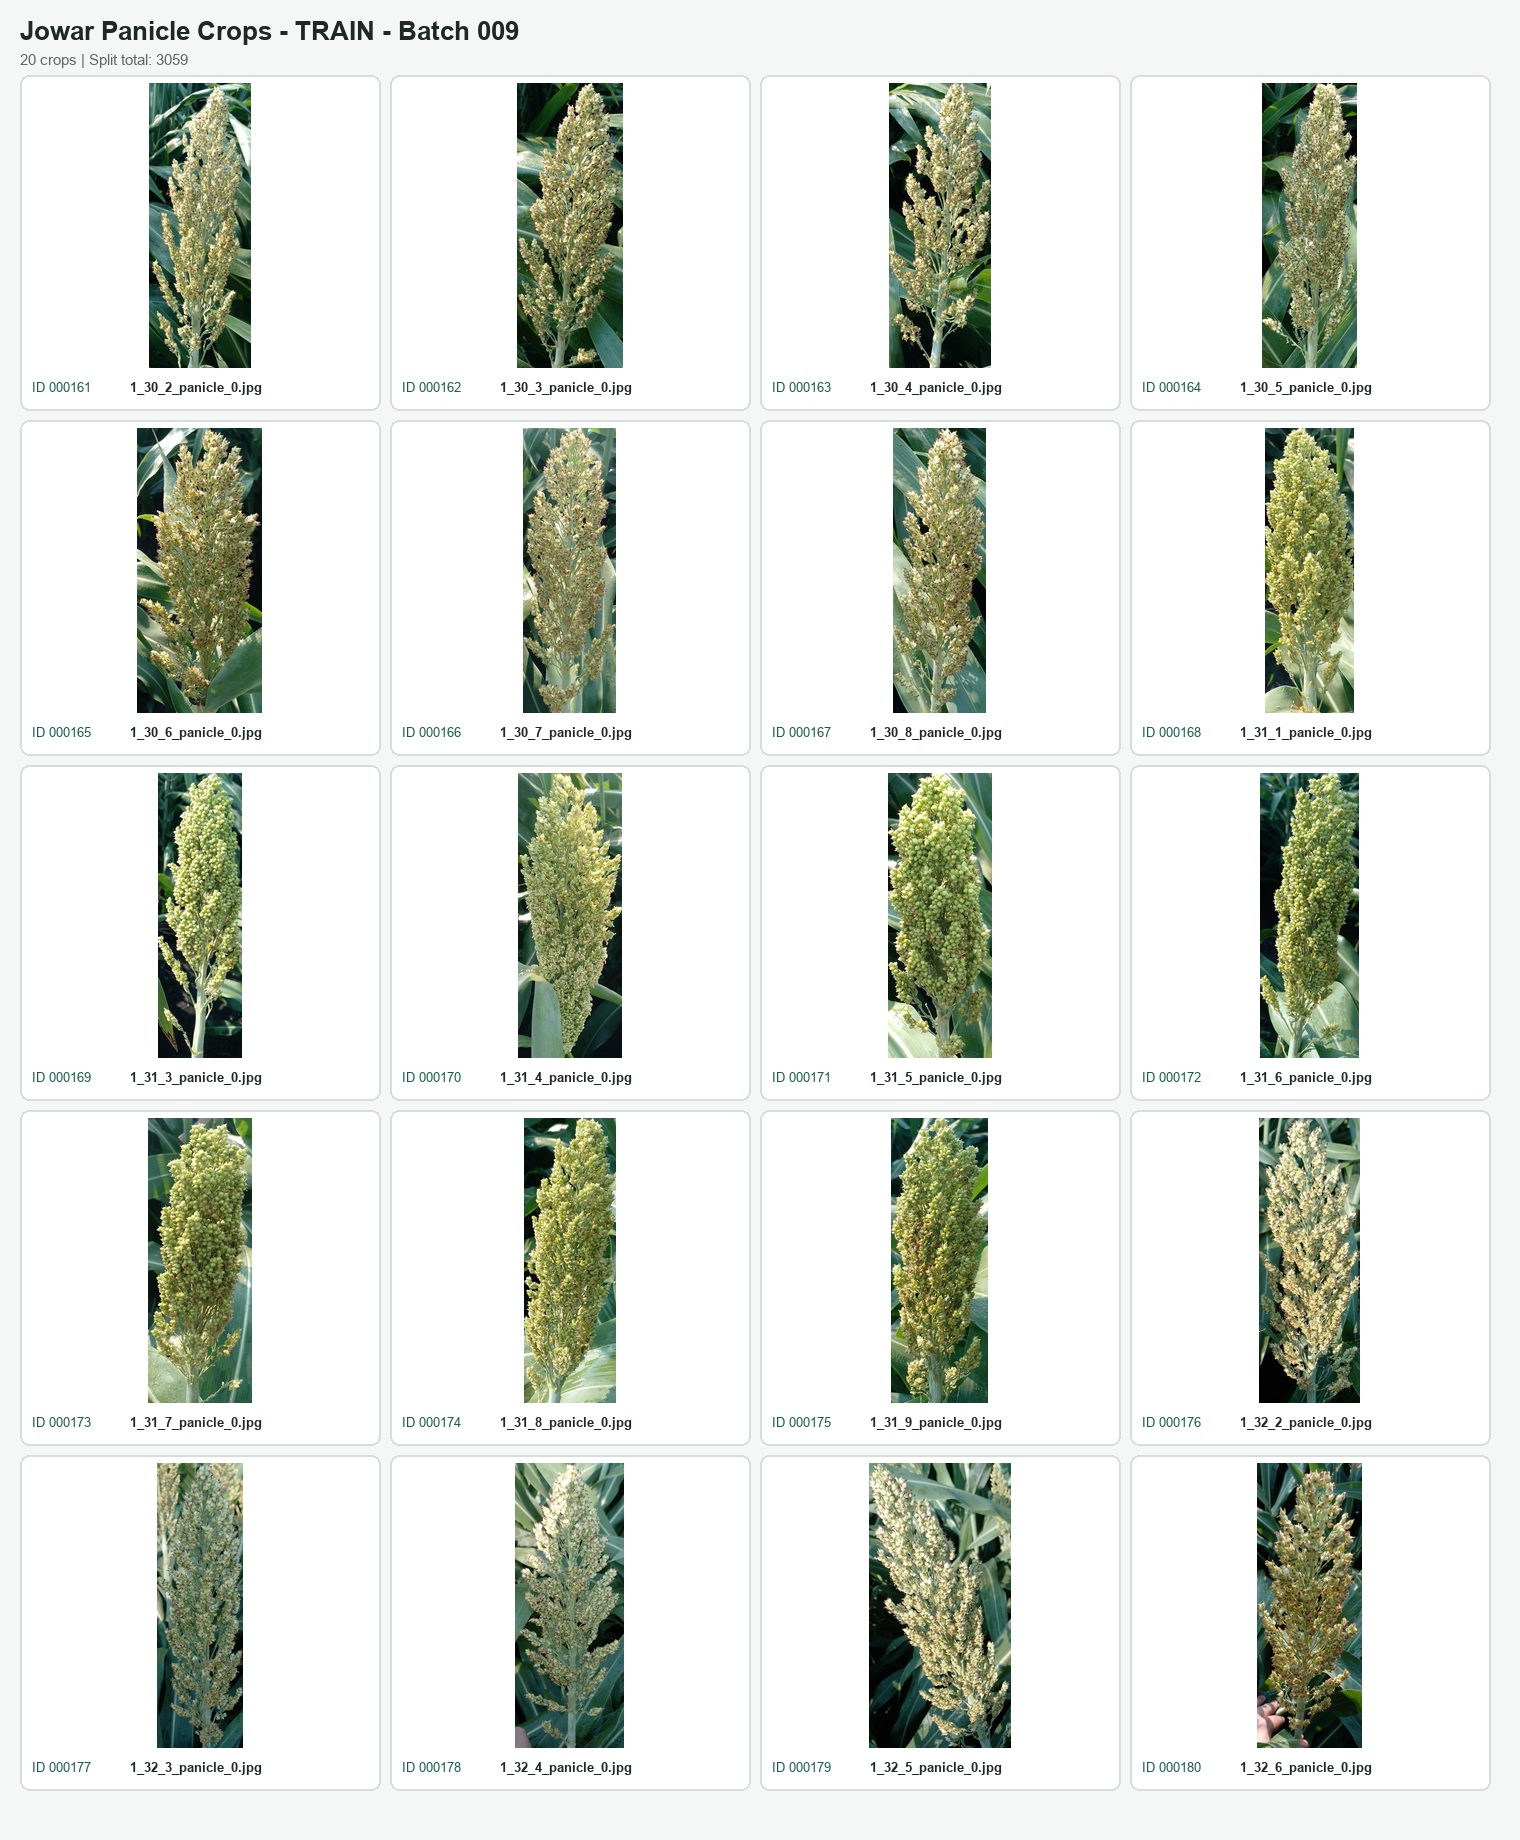 Jowar Panicle Crops - TRAIN - Batch 009
20 crops | Split total: 3059
ID 000161 1_30_2_panicle_0.jpg
ID 000162 1_30_3_panicle_0.jpg
ID 000163 1_30_4_panicle_0.jpg
ID 000164 1_30_5_panicle_0.jpg
ID 000165 1_30_6_panicle_0.jpg
ID 000166 1_30_7_panicle_0.jpg
ID 000167 1_30_8_panicle_0.jpg
ID 000168 1_31_1_panicle_0.jpg
ID 000169 1_31_3_panicle_0.jpg
ID 000170 1_31_4_panicle_0.jpg
ID 000171 1_31_5_panicle_0.jpg
ID 000172 1_31_6_panicle_0.jpg
ID 000173 1_31_7_panicle_0.jpg
ID 000174 1_31_8_panicle_0.jpg
ID 000175 1_31_9_panicle_0.jpg
ID 000176 1_32_2_panicle_0.jpg
ID 000177 1_32_3_panicle_0.jpg
ID 000178 1_32_4_panicle_0.jpg
ID 000179 1_32_5_panicle_0.jpg
ID 000180 1_32_6_panicle_0.jpg